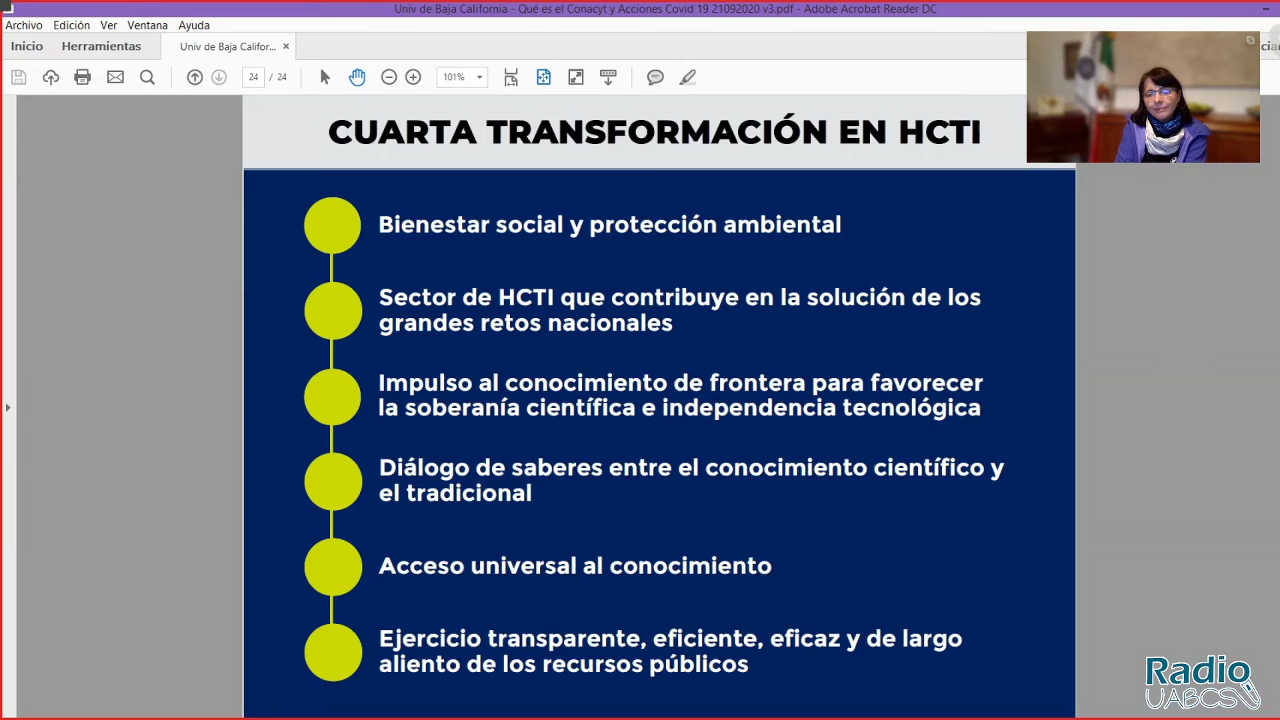 Univ de Baja California - Qué es el Conacyt y Acciones Covid 19 21092020 v3.pdf - Adobe Acrobat Reader DC
Archivo Edición Ver Ventana Ayuda
Inicio Herramientas Univ de Baja Califor... ×
24 / 24 101%
CUARTA TRANSFORMACIÓN EN HCTI
Bienestar social y protección ambiental
Sector de HCTI que contribuye en la solución de los
grandes retos nacionales
Impulso al conocimiento de frontera para favorecer
la soberanía científica e independencia tecnológica
Diálogo de saberes entre el conocimiento científico y
el tradicional
Acceso universal al conocimiento
Ejercicio transparente, eficiente, eficaz y de largo
aliento de los recursos públicos
Radio
UABCS